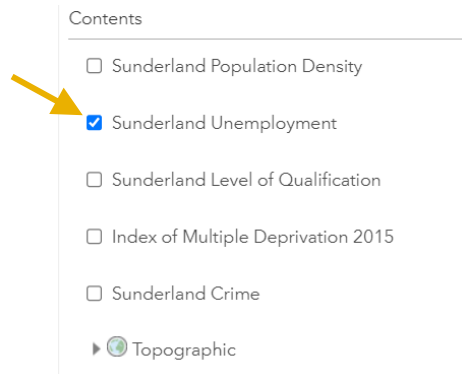 Contents
Sunderland Population Density
Sunderland Unemployment
Sunderland Level of Qualification
Index of Multiple Deprivation 2015
Sunderland Crime
Topographic